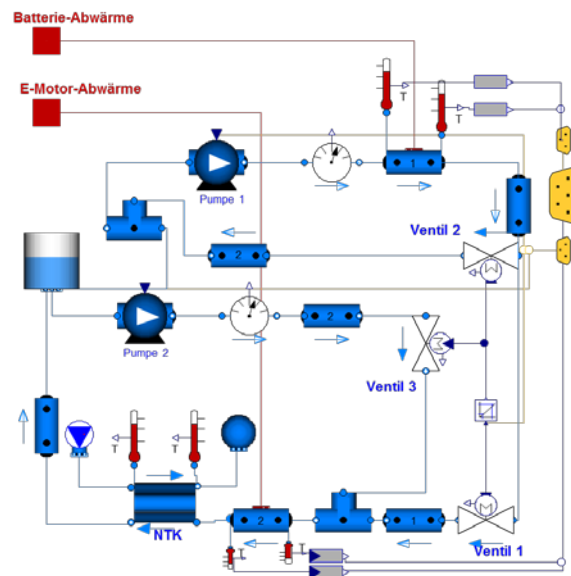 Batterie-Abwärme
E-Motor-Abwärme
T
T
1
Pumpe 1
Ventil 2
2
2
Pumpe 2
Ventil 3
T
T
NTK
2
1
Ventil 1
T
T